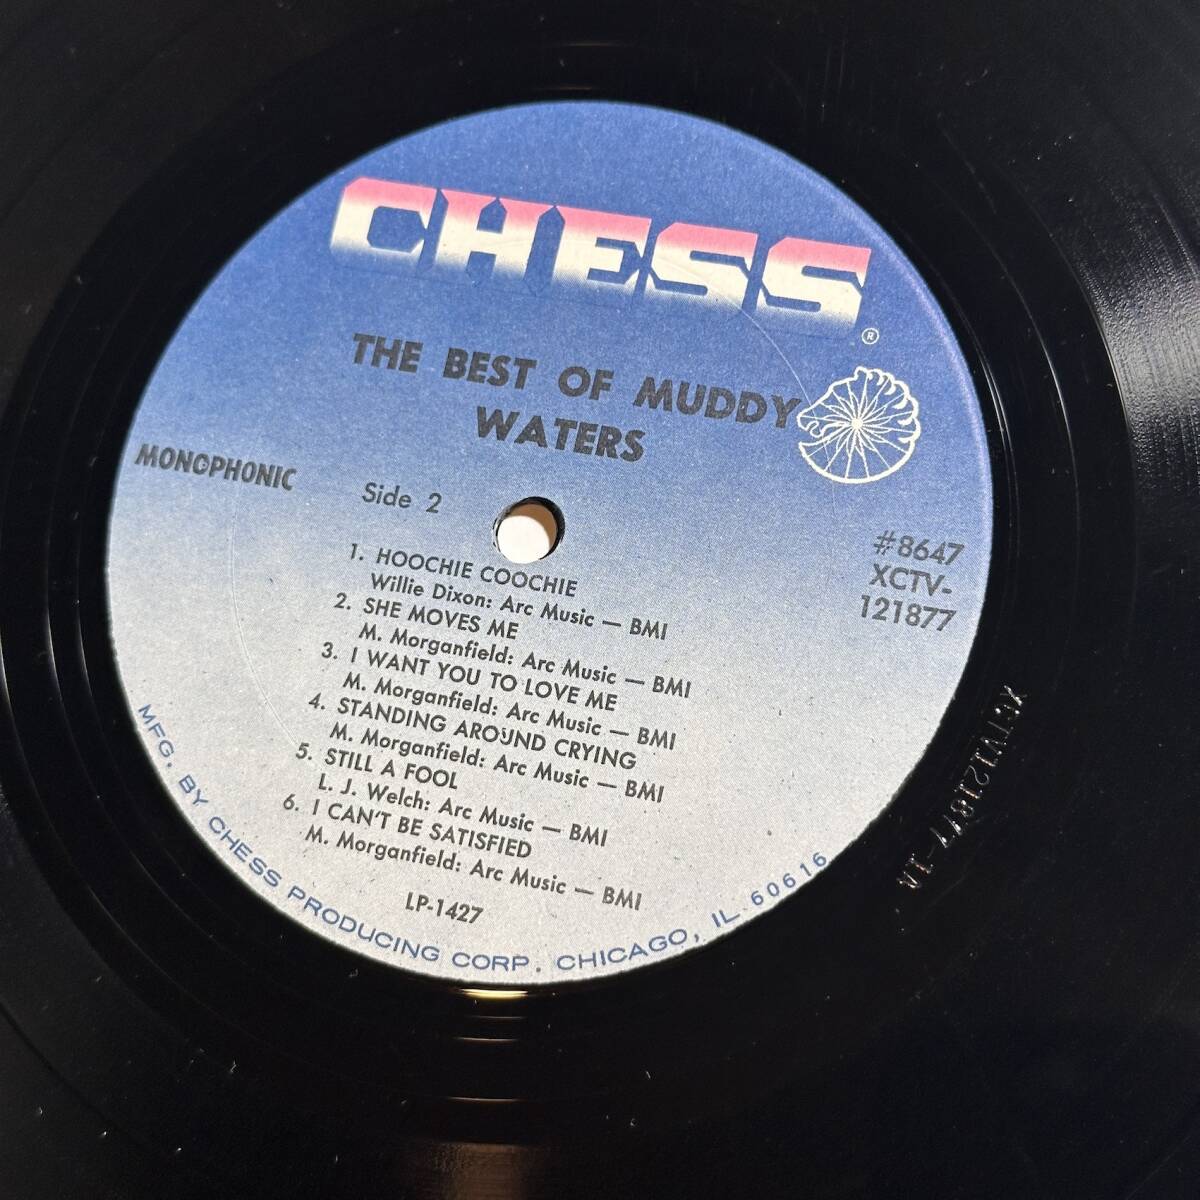 CHESS
®
THE BEST OF MUDDY
WATERS
MONOPHONIC
Side 2
#8647
XCTV-
121877
1. HOOCHIE COOCHIE
Willie Dixon: Arc Music — BMI
2. SHE MOVES ME
M. Morganfield: Arc Music — BMI
3. I WANT YOU TO LOVE ME
M. Morganfield: Arc Music — BMI
4. STANDING AROUND CRYING
M. Morganfield: Arc Music — BMI
5. STILL A FOOL
L. J. Welch: Arc Music — BMI
6. I CAN'T BE SATISFIED
M. Morganfield: Arc Music — BMI
LP-1427
MFG. BY CHESS PRODUCING CORP. CHICAGO, IL. 60616
XCTV121877-1A